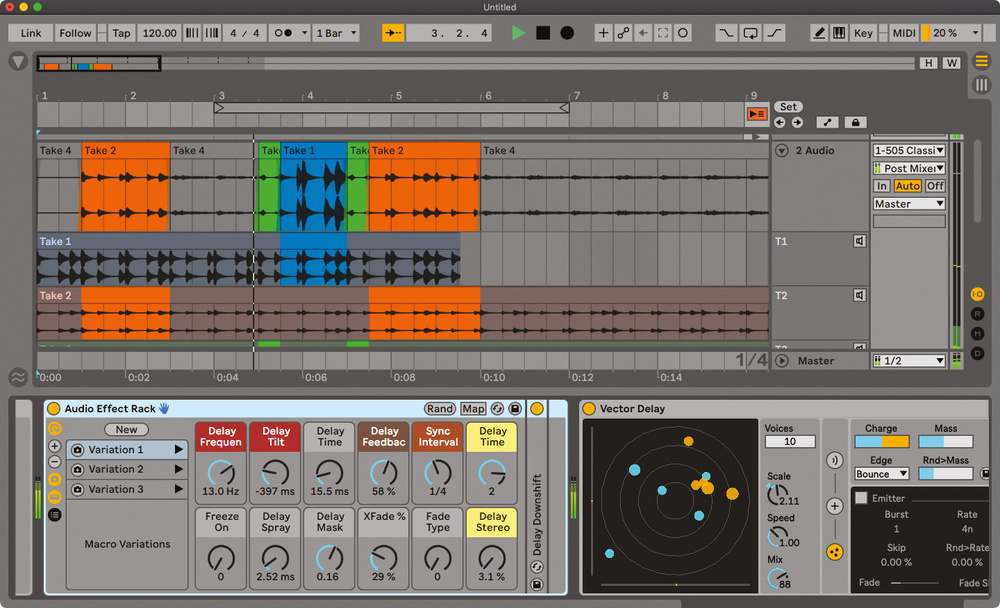 Untitled
Link Follow Tap 120.00 4 / 4 1 Bar 3. 2. 4 Key MIDI 20 %
H W
1 2 3 4 5 6 7 8 9
Set
Take 4 Take 2 Take 4 Take 1 Take 2 Take 4
2 Audio
1-505 Classi
Post Mixer
In Auto Off
Master
Take 1
T1
Take 2
T2
I·O
R
M
D
1/4
Master
1/2
0:00 0:02 0:04 0:06 0:08 0:10 0:12 0:14
Audio Effect Rack
Rand Map
New
Variation 1
Variation 2
Variation 3
Macro Variations
Delay Frequen
13.0 Hz
Delay Tilt
-397 ms
Delay Time
15.5 ms
Delay Feedbac
58 %
Sync Interval
1/4
Delay Time
2
Freeze On
0
Delay Spray
2.52 ms
Delay Mask
0.16
XFade %
29 %
Fade Type
0
Delay Stereo
3.1 %
Delay Downshift
Vector Delay
Voices
10
Scale
2.11
Speed
1.00
Mix
88
Charge Mass
Edge Rnd>Mass
Bounce
Emitter
Burst Rate
1 4n
Skip Rnd>Rate
0.00 % 0.00 %
Fade Fade S